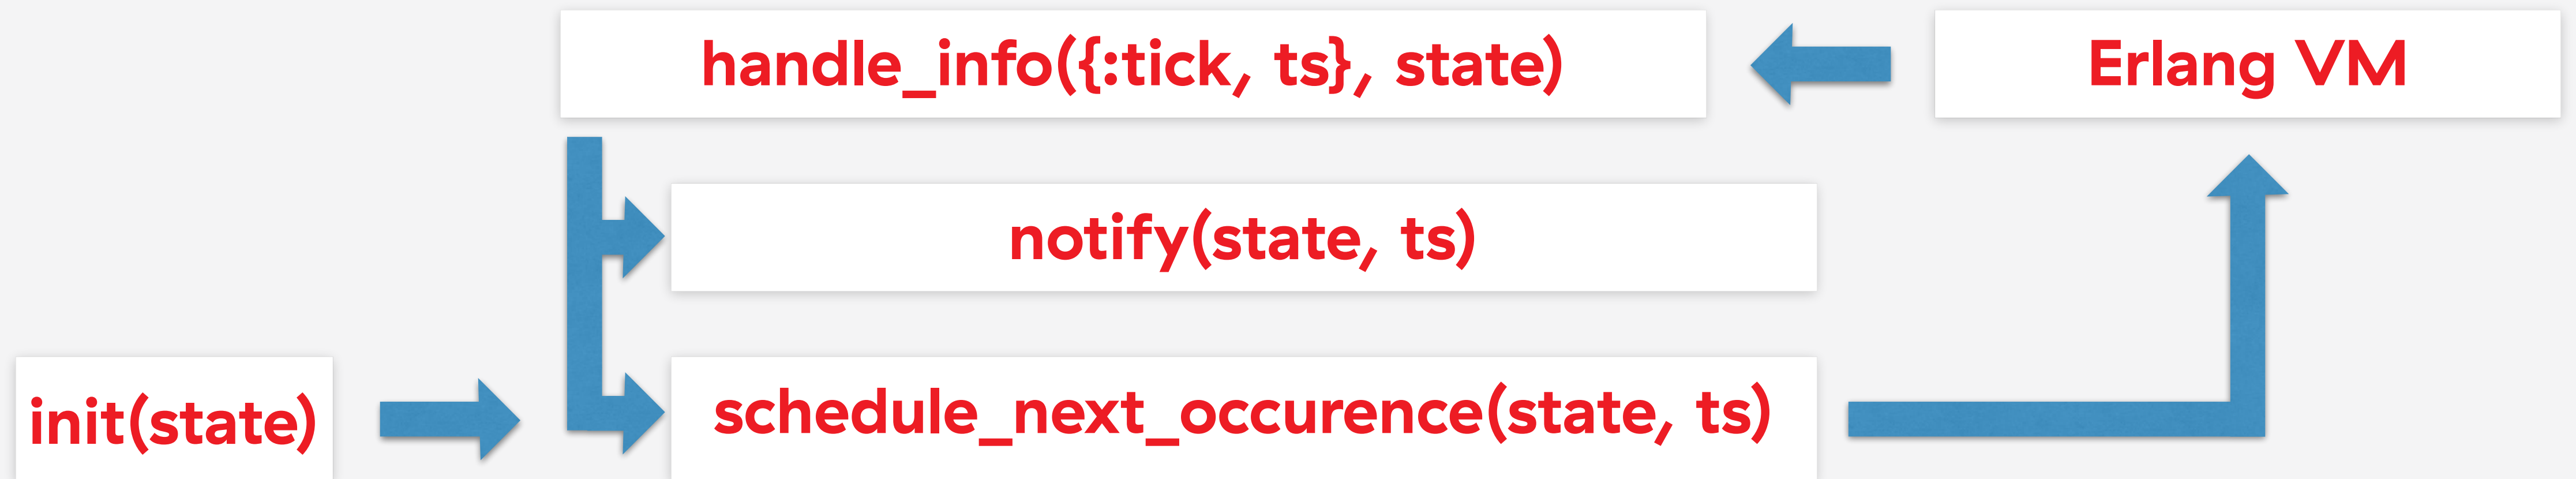 handle_info({:tick, ts}, state)
Erlang VM
notify(state, ts)
init(state)
schedule_next_occurence(state, ts)